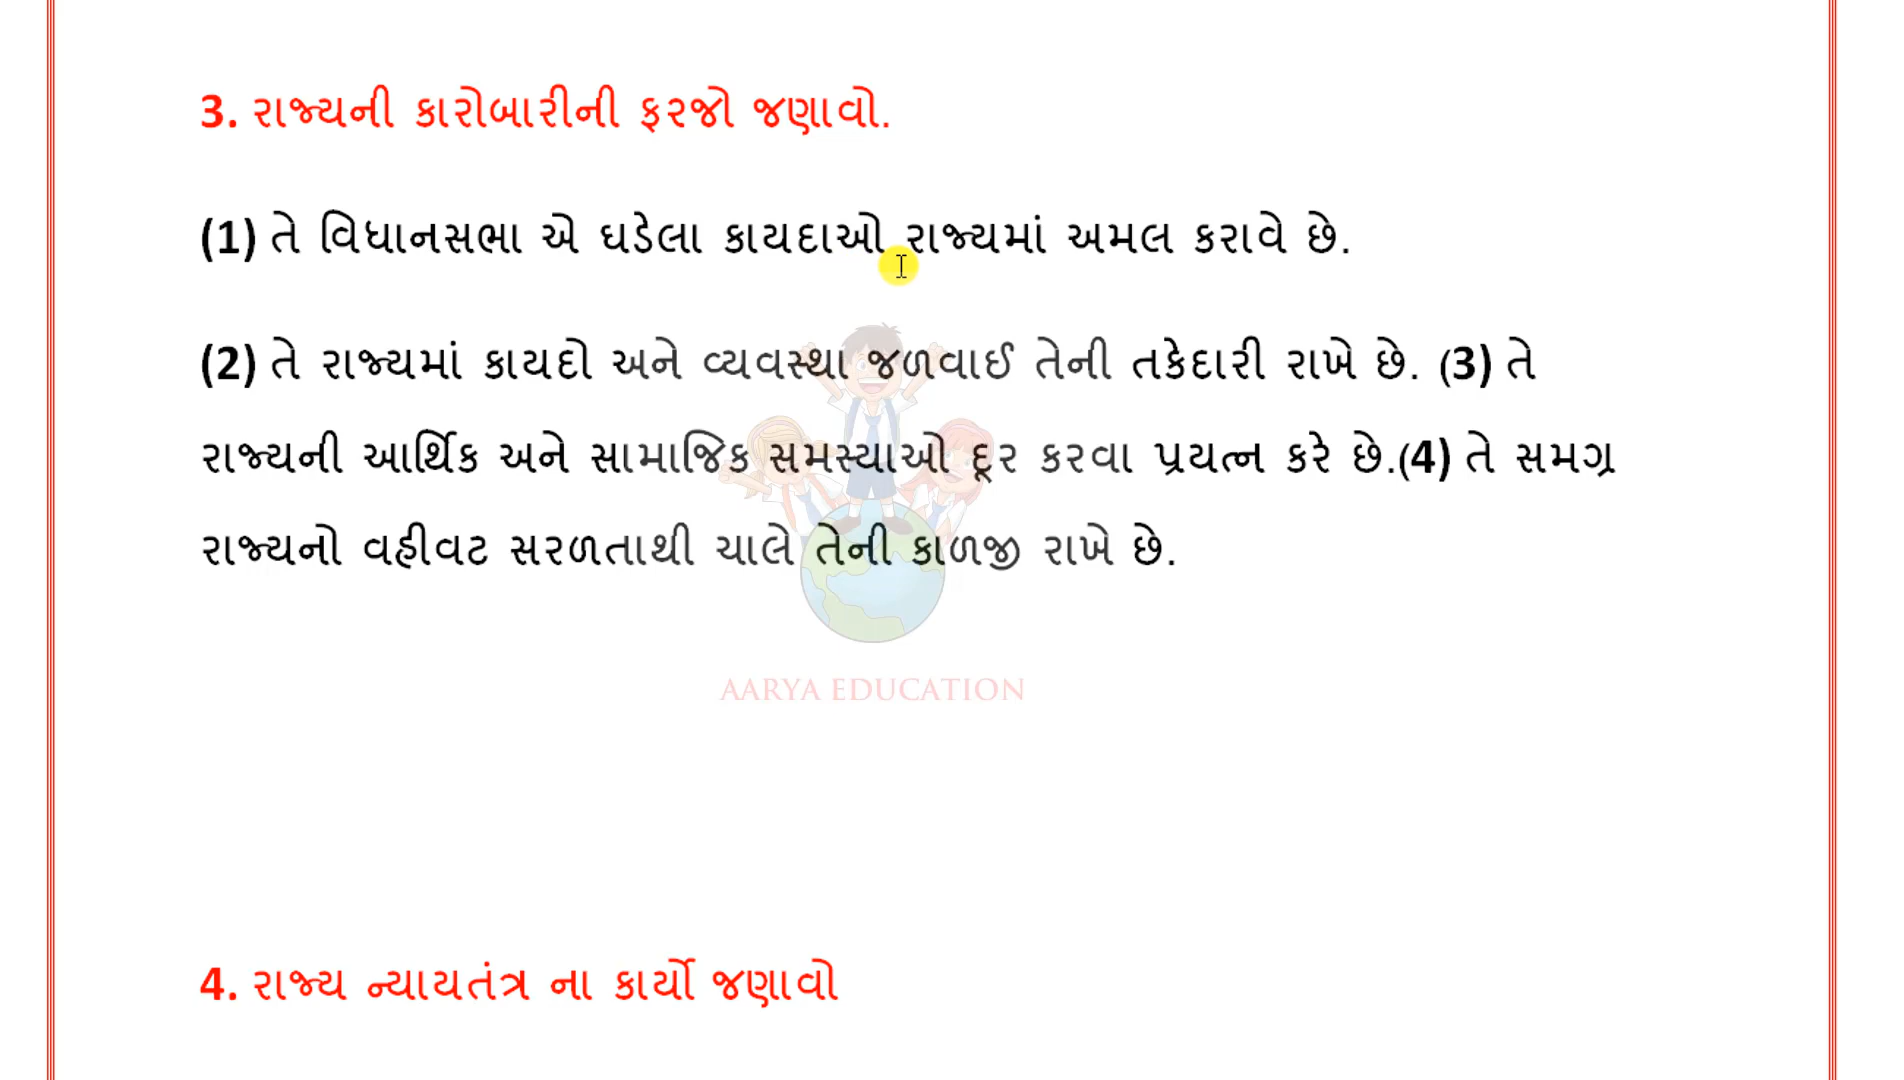 3. રાજ્યની કારોબારીની ફરજો જણાવો.
(1) તે વિધાનસભા એ ઘડેલા કાયદાઓ રાજ્યમાં અમલ કરાવે છે.
(2) તે રાજ્યમાં કાયદો અને વ્યવસ્થા જળવાઈ તેની તકેદારી રાખે છે. (3) તે
રાજ્યની આર્થિક અને સામાજિક સમસ્યાઓ દૂર કરવા પ્રયત્ન કરે છે.(4) તે સમગ્ર
રાજ્યનો વહીવટ સરળતાથી ચાલે તેની કાળજી રાખે છે.
AARYA EDUCATION
4. રાજ્ય ન્યાયતંત્ર ના કાર્યો જણાવો